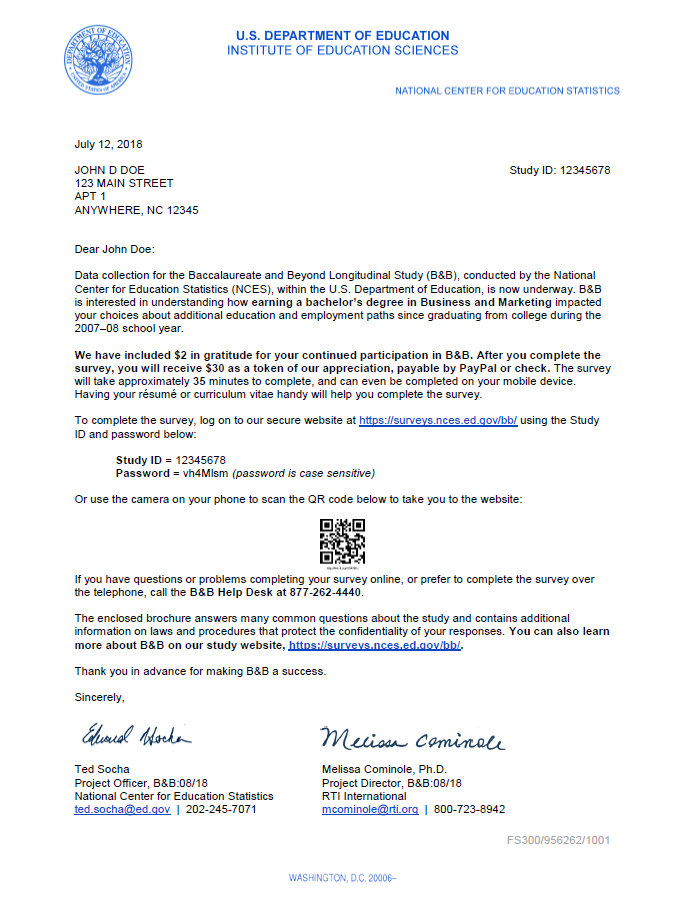 DEPARTMENT OF EDUCATION
UNITED STATES OF AMERICA
U.S. DEPARTMENT OF EDUCATION
INSTITUTE OF EDUCATION SCIENCES
NATIONAL CENTER FOR EDUCATION STATISTICS
July 12, 2018
JOHN D DOE
Study ID: 12345678
123 MAIN STREET
APT 1
ANYWHERE, NC 12345
Dear John Doe:
Data collection for the Baccalaureate and Beyond Longitudinal Study (B&B), conducted by the National
Center for Education Statistics (NCES), within the U.S. Department of Education, is now underway. B&B
is interested in understanding how earning a bachelor's degree in Business and Marketing impacted
your choices about additional education and employment paths since graduating from college during the
2007–08 school year.
We have included $2 in gratitude for your continued participation in B&B. After you complete the
survey, you will receive $30 as a token of our appreciation, payable by PayPal or check. The survey
will take approximately 35 minutes to complete, and can even be completed on your mobile device.
Having your résumé or curriculum vitae handy will help you complete the survey.
To complete the survey, log on to our secure website at https://surveys.nces.ed.gov/bb/ using the Study
ID and password below:
Study ID = 12345678
Password = vh4Mlsm (password is case sensitive)
Or use the camera on your phone to scan the QR code below to take you to the website:
If you have questions or problems completing your survey online, or prefer to complete the survey over
the telephone, call the B&B Help Desk at 877-262-4440.
The enclosed brochure answers many common questions about the study and contains additional
information on laws and procedures that protect the confidentiality of your responses. You can also learn
more about B&B on our study website, https://surveys.nces.ed.gov/bb/.
Thank you in advance for making B&B a success.
Sincerely,
Edward Socha
Melissa Cominole
Ted Socha
Melissa Cominole, Ph.D.
Project Officer, B&B:08/18
Project Director, B&B:08/18
National Center for Education Statistics
RTI International
ted.socha@ed.gov | 202-245-7071
mcominole@rti.org | 800-723-8942
FS300/956262/1001
WASHINGTON, D.C. 20006–